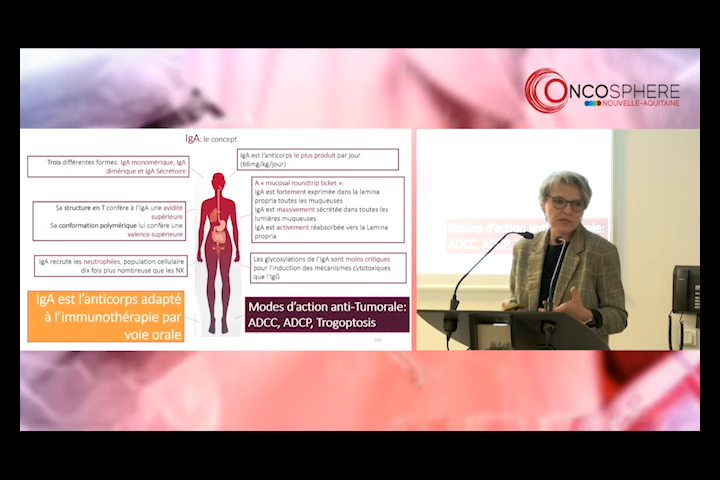 ONCOSPHERE
NOUVELLE-AQUITAINE
IgA: le concept
Trois différentes formes: IgA monomérique, IgA
dimérique et IgA Sécrétoire
Sa structure en T confère à l'IgA une avidité
supérieure
Sa conformation polymérique lui confère une
valence supérieure
IgA recrute les neutrophiles, population cellulaire
dix fois plus nombreuse que les NK
IgA est l'anticorps adapté
à l'immunothérapie par
voie orale
IgA est l'anticorps le plus produit par jour
(66mg/kg/jour)
A « mucosal roundtrip ticket »:
IgA est fortement exprimée dans la lamina
propria toutes les muqueuses
IgA est massivement sécrétée dans toutes les
lumières muqueuses
IgA est activement réabsorbée vers la Lamina
propria
Les glycosylations de l'IgA sont moins critiques
pour l'induction des mécanismes cytotoxiques
que l'IgG
Modes d'action anti-Tumorale:
ADCC, ADCP, Trogoptosis
Modes d'action anti-
rale:
ADCC, A